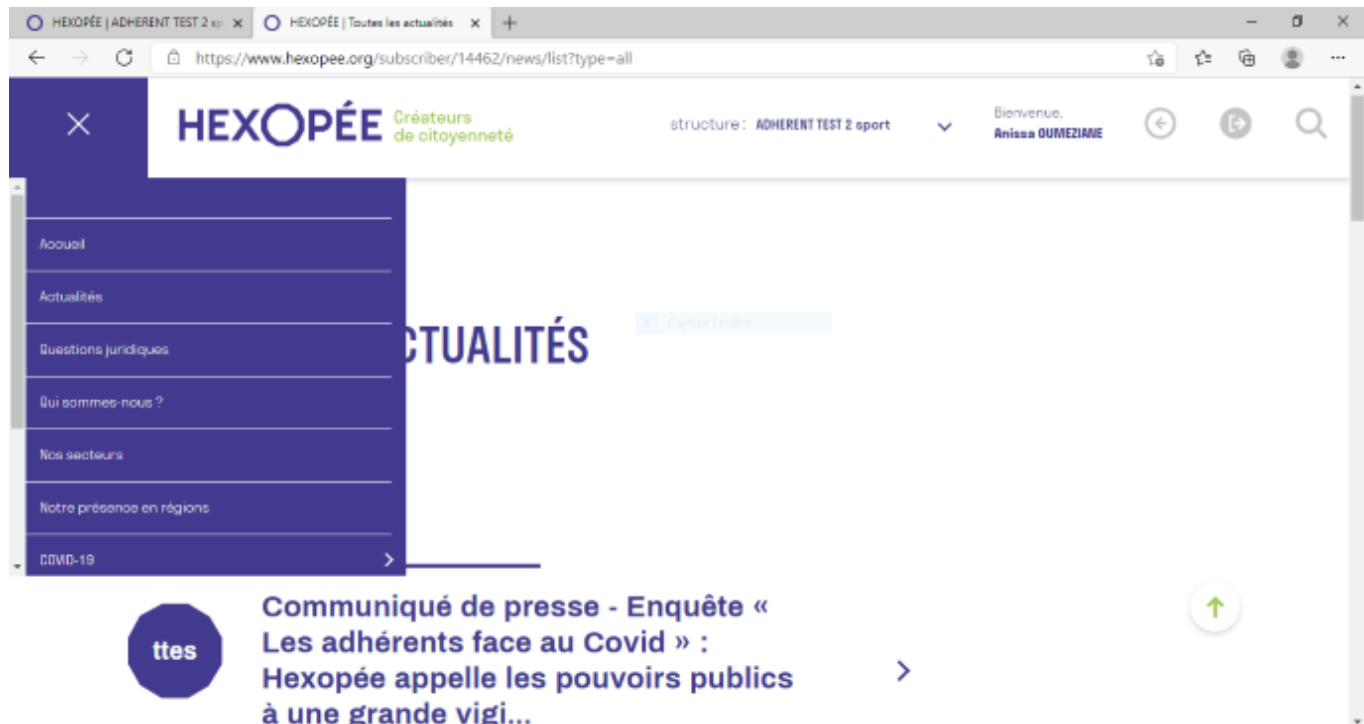 HEXOPÉE | ADHERENT TEST 2 sp
HEXOPÉE | Toutes les actualités
https://www.hexopee.org/subscriber/14462/news/list?type=all
HEXOPÉE Créateurs
de citoyenneté
structure : ADHERENT TEST 2 sport
Bienvenue,
Anissa OUMEZIANE
Accueil
Actualités
CTUALITÉS
Capture Fenêtre
Questions juridiques
Qui sommes-nous ?
Nos secteurs
Notre présence en régions
COVID-19
ttes
Communiqué de presse - Enquête «
Les adhérents face au Covid » :
Hexopée appelle les pouvoirs publics
à une grande vigi...